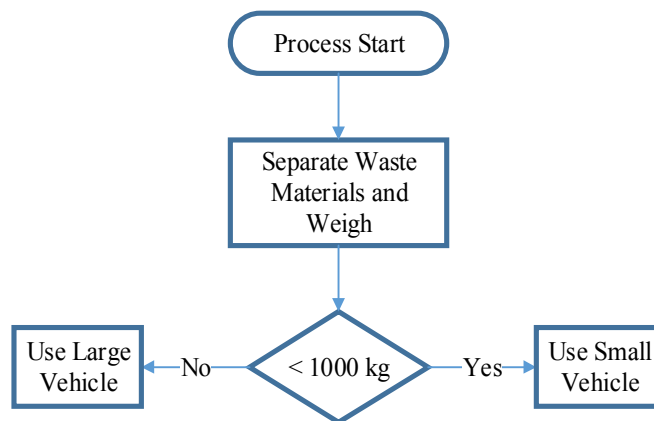 Process Start
Separate Waste
Materials and
Weigh
Use Large
Vehicle
No
< 1000 kg
Yes
Use Small
Vehicle